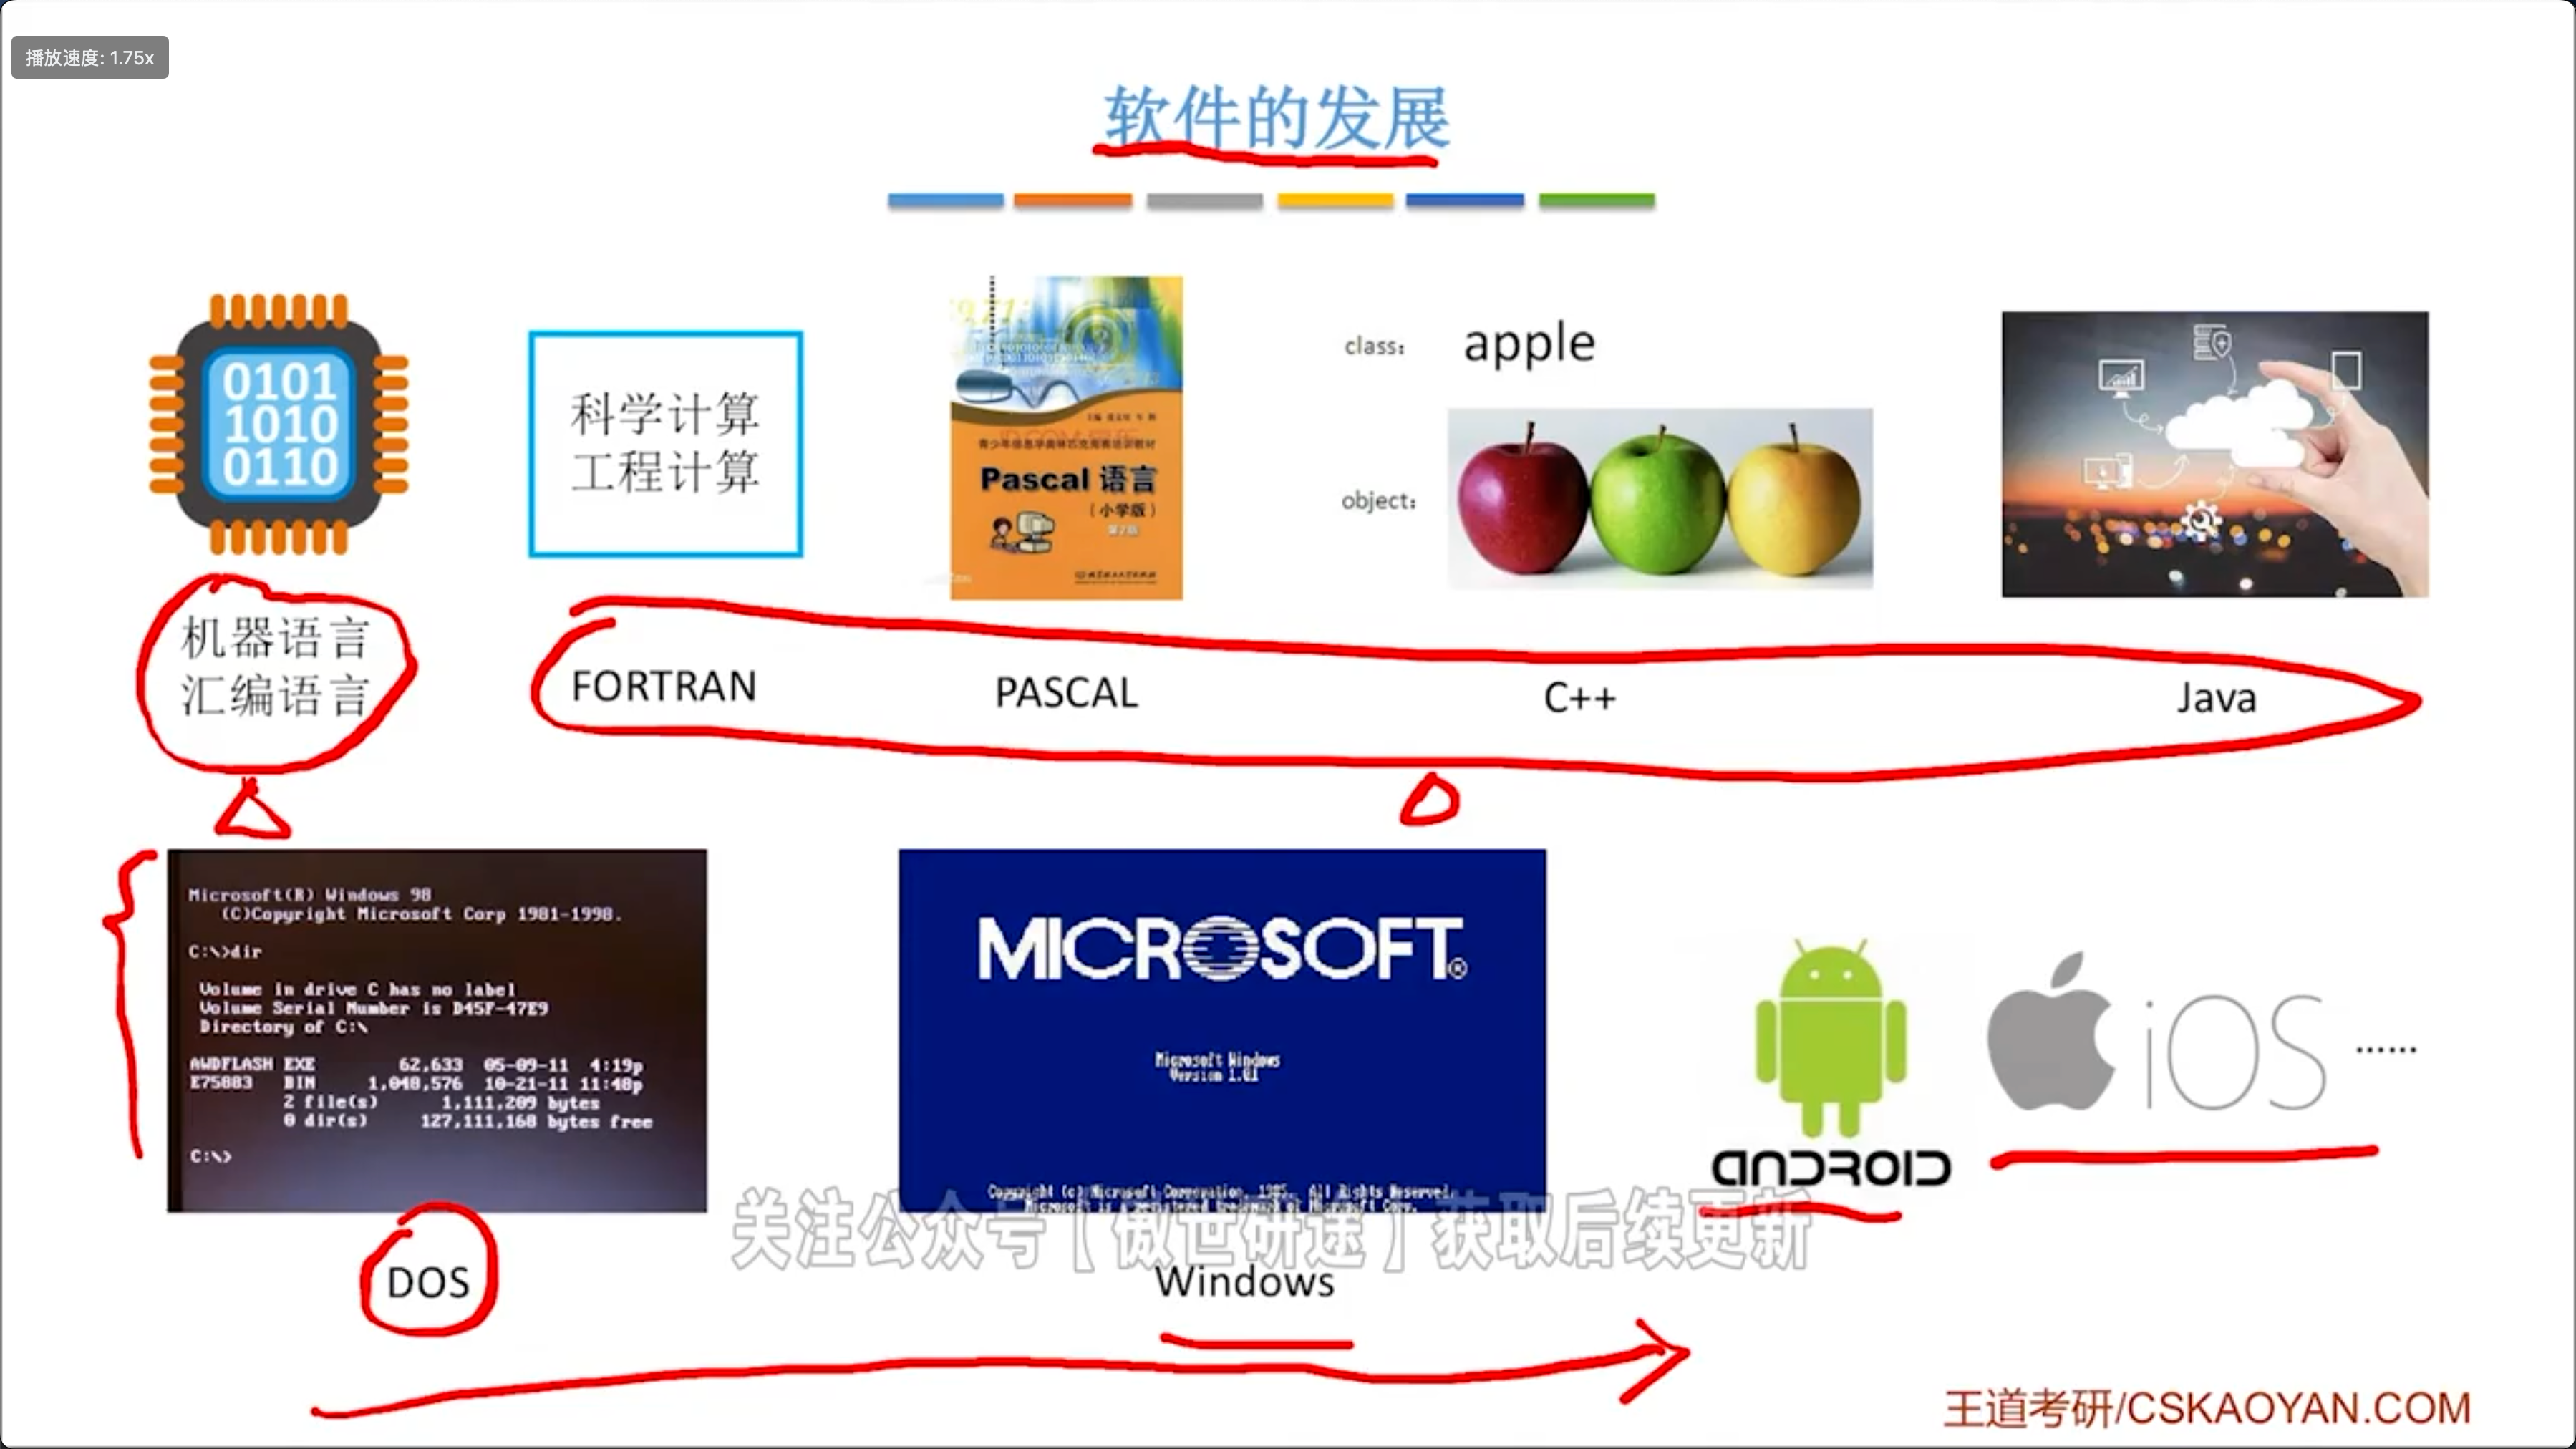 播放速度: 1.75x
软件的发展
0101
1010
0110
科学计算
工程计算
青少年信息学奥林匹克竞赛培训教材
Pascal 语言
(小学版)
第2版
class:
apple
object:
机器语言
汇编语言
FORTRAN
PASCAL
C++
Java
Microsoft(R) Windows 98
(C)Copyright Microsoft Corp 1981-1998.
C:\>dir
Volume in drive C has no label
Volume Serial Number is D45F-47E9
Directory of C:\
AWDFLASH EXE 62,633 05-09-11 4:19p
E75883 BIN 1,048,576 10-21-11 11:48p
2 file(s) 1,111,209 bytes
0 dir(s) 127,111,168 bytes free
C:\>
MICROSOFT®
Microsoft Windows
Version 1.01
Copyright (c) Microsoft Corporation, 1985. All Rights Reserved.
Microsoft is a registered trademark of Microsoft Corp.
ANDROID
iOS
......
关注公众号【傲世研途】获取后续更新
DOS
Windows
王道考研/CSKAOYAN.COM